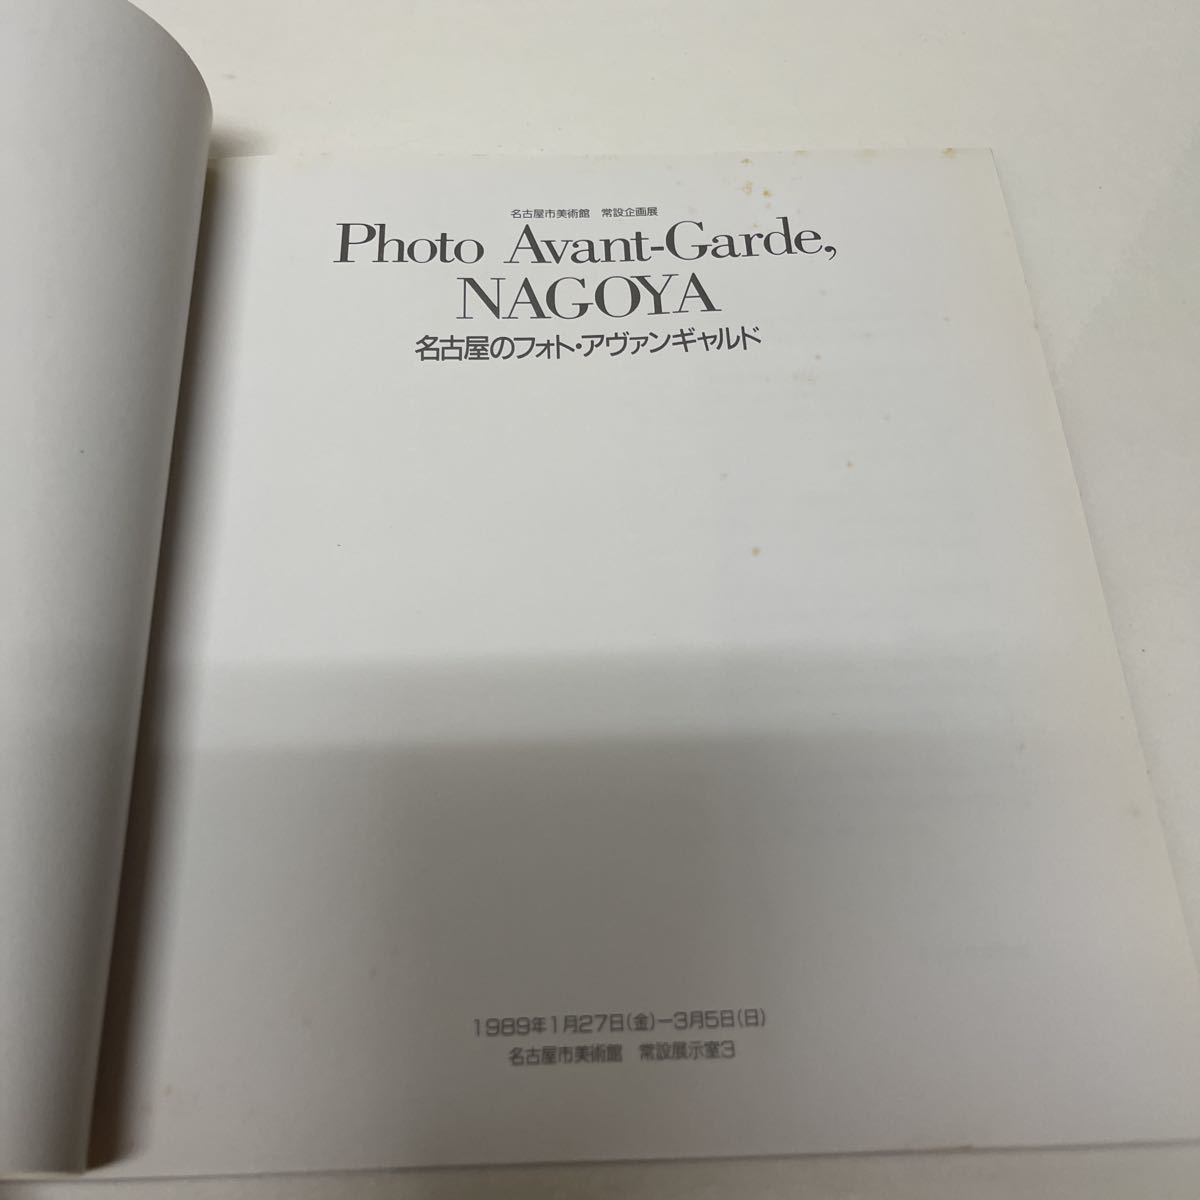 名古屋市美術館　常設企画展
Photo Avant-Garde,
NAGOYA
名古屋のフォト・アヴァンギャルド
1989年1月27日(金)―3月5日(日)
名古屋市美術館　常設展示室3